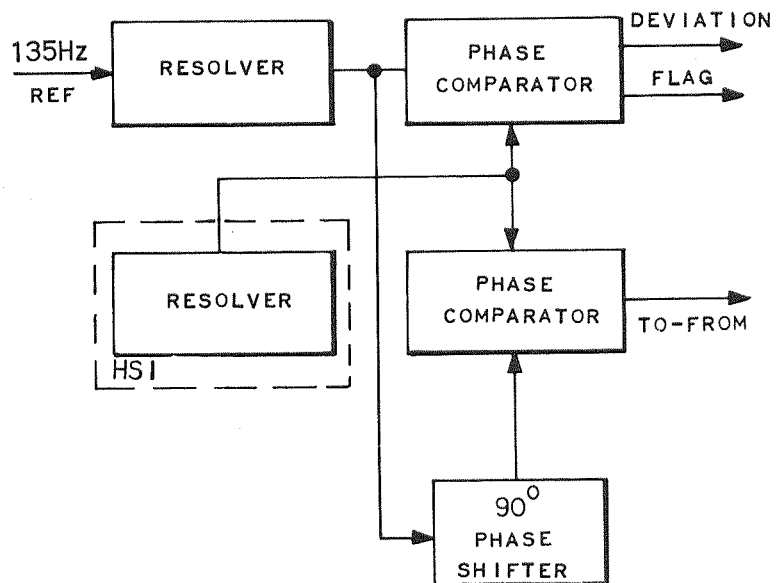 135Hz
REF
RESOLVER
PHASE
COMPARATOR
DEVIATION
FLAG
RESOLVER
HSI
PHASE
COMPARATOR
TO-FROM
90°
PHASE
SHIFTER